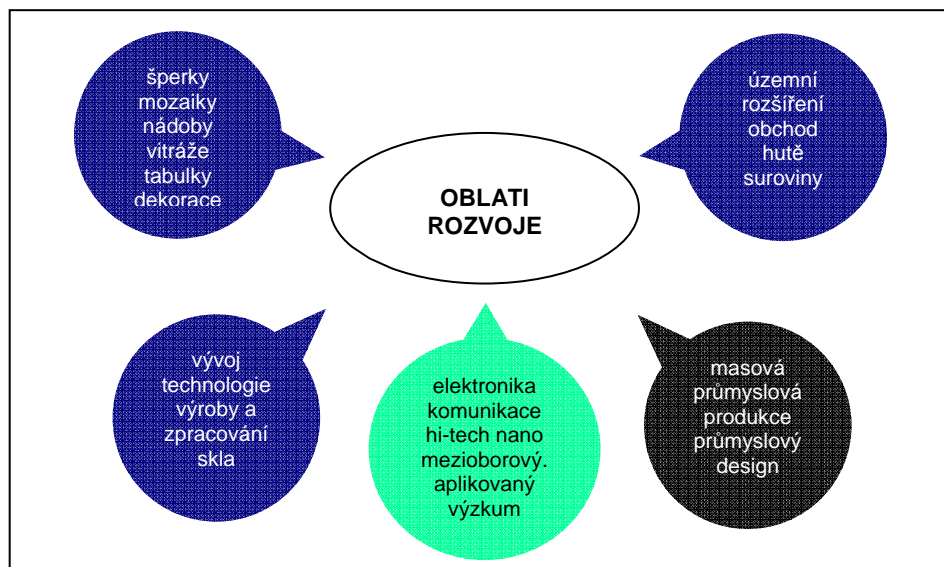 šperky
mozaiky
nádoby
vitráže
tabulky
dekorace
územní
rozšíření
obchod
hutě
suroviny
OBLATI
ROZVOJE
vývoj
technologie
výroby a
zpracování
skla
elektronika
komunikace
hi-tech nano
mezioborový.
aplikovaný
výzkum
masová
průmyslová
produkce
průmyslový
design